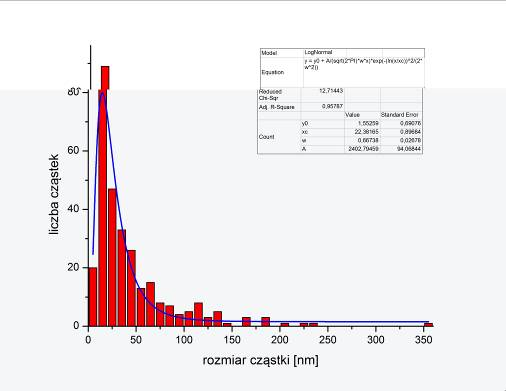 Model LogNormal
Equation y = y0 + A/(sqrt(2*PI)*w*x)*exp(-(ln(x/xc))^2/(2*
w^2))
Reduced
Chi-Sqr 12,71443
Adj. R-Square 0,95787
Value Standard Error
Count y0 1,55259 0,69076
xc 22,38165 0,89684
w 0,66738 0,02678
A 2402,79459 94,06844
80
60
40
20
0
liczba cząstek
0 50 100 150 200 250 300 350
rozmiar cząstki [nm]